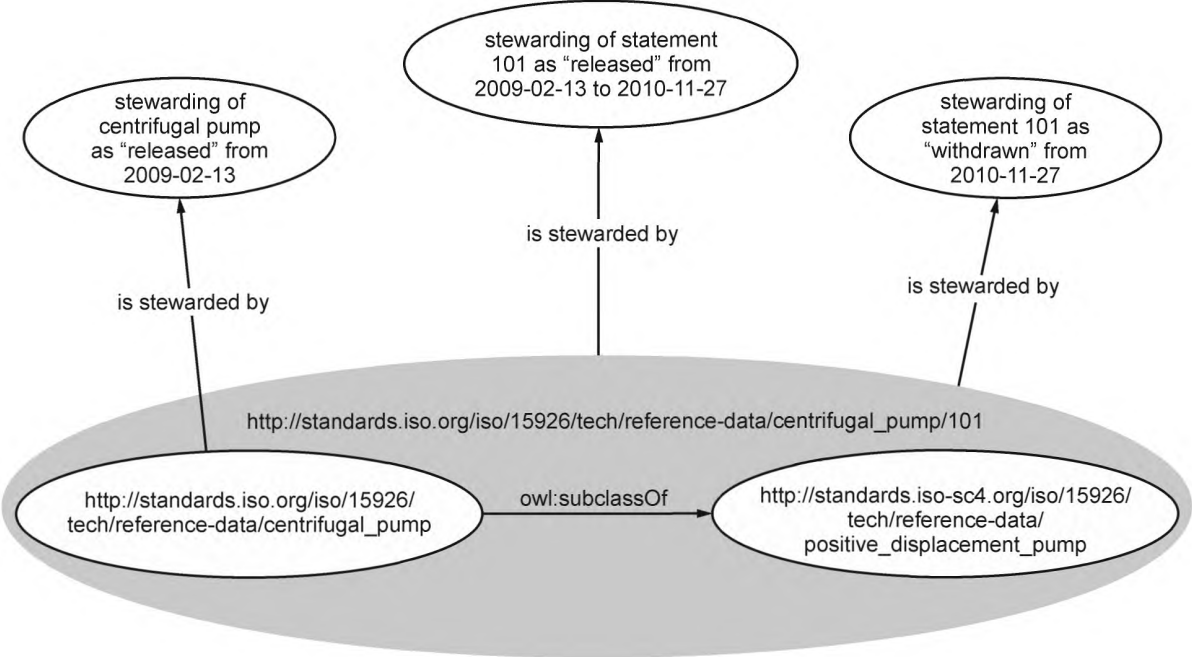 stewarding of statement
101 as “released” from
2009-02-13 to 2010-11-27
stewarding of
centrifugal pump
as “released” from
2009-02-13
stewarding of
statement 101 as
“withdrawn” from
2010-11-27
is stewarded by
is stewarded by
is stewarded by
http://standards.iso.org/iso/15926/tech/reference-data/centrifugal_pump/101
http://standards.iso.org/iso/15926/
tech/reference-data/centrifugal_pump
owl:subclassOf
http://standards.iso-sc4.org/iso/15926/
tech/reference-data/
positive_displacement_pump